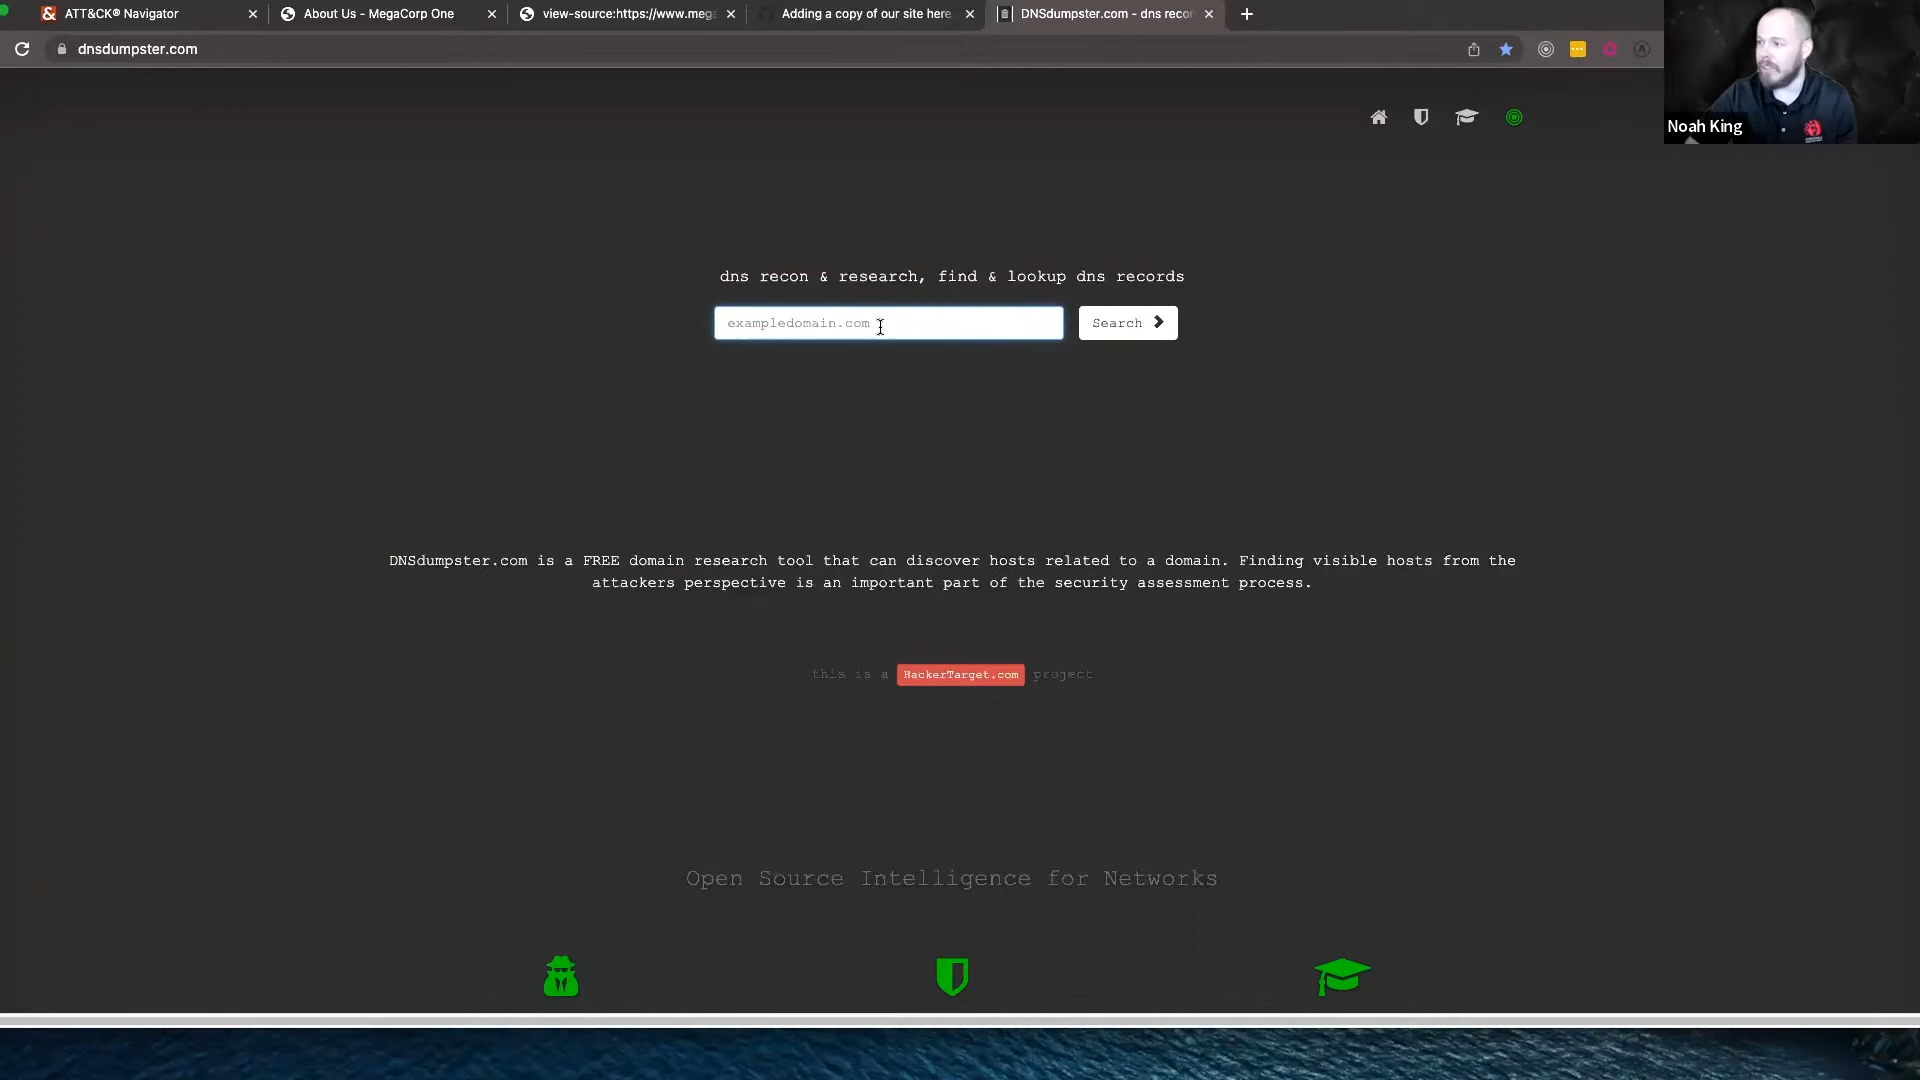 ATT&CK® Navigator
About Us - MegaCorp One
view-source:https://www.mega
Adding a copy of our site here
DNSdumpster.com - dns recon
dnsdumpster.com
Noah King
dns recon & research, find & lookup dns records
exampledomain.com
Search
DNSdumpster.com is a FREE domain research tool that can discover hosts related to a domain. Finding visible hosts from the
attackers perspective is an important part of the security assessment process.
this is a HackerTarget.com project
Open Source Intelligence for Networks